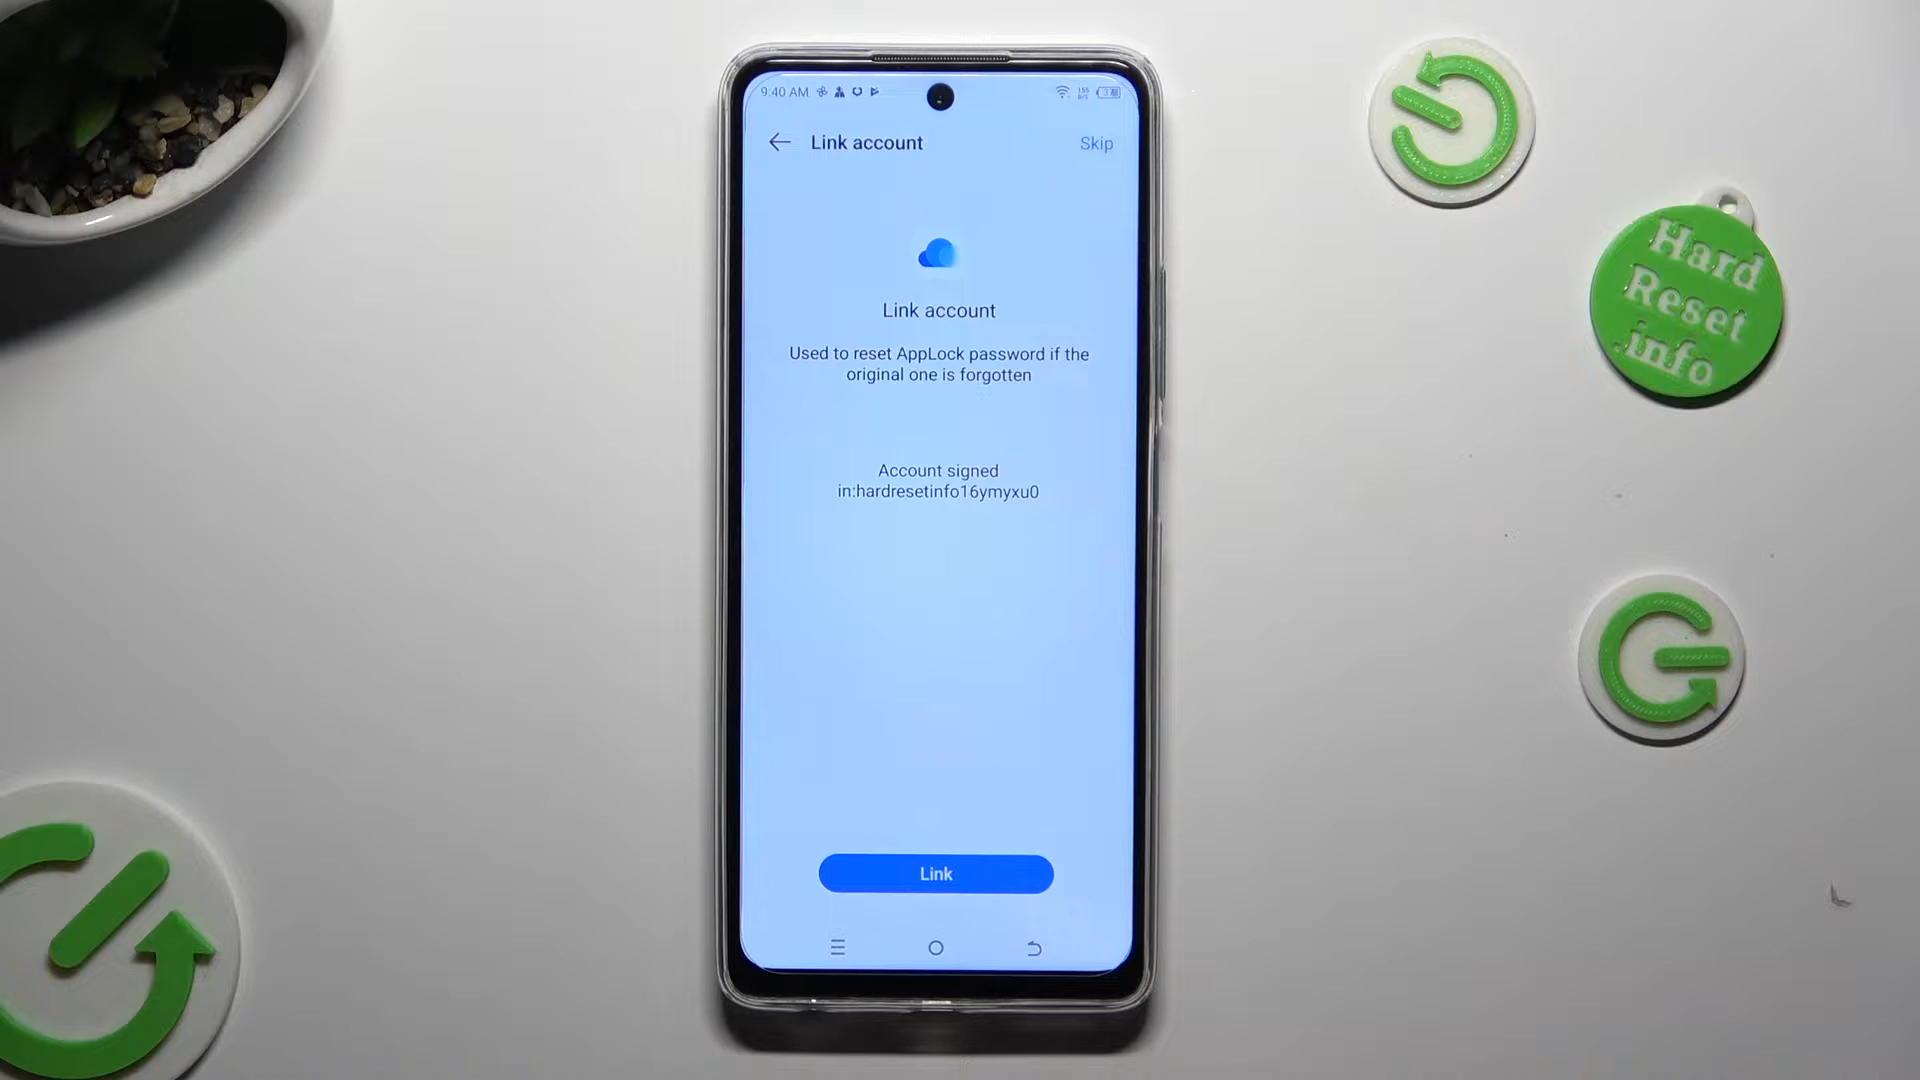 9:40 AM
Link account
Skip
Link account
Used to reset AppLock password if the
original one is forgotten
Account signed
in:hardresetinfo16ymyxu0
Link
Hard
Reset
.info